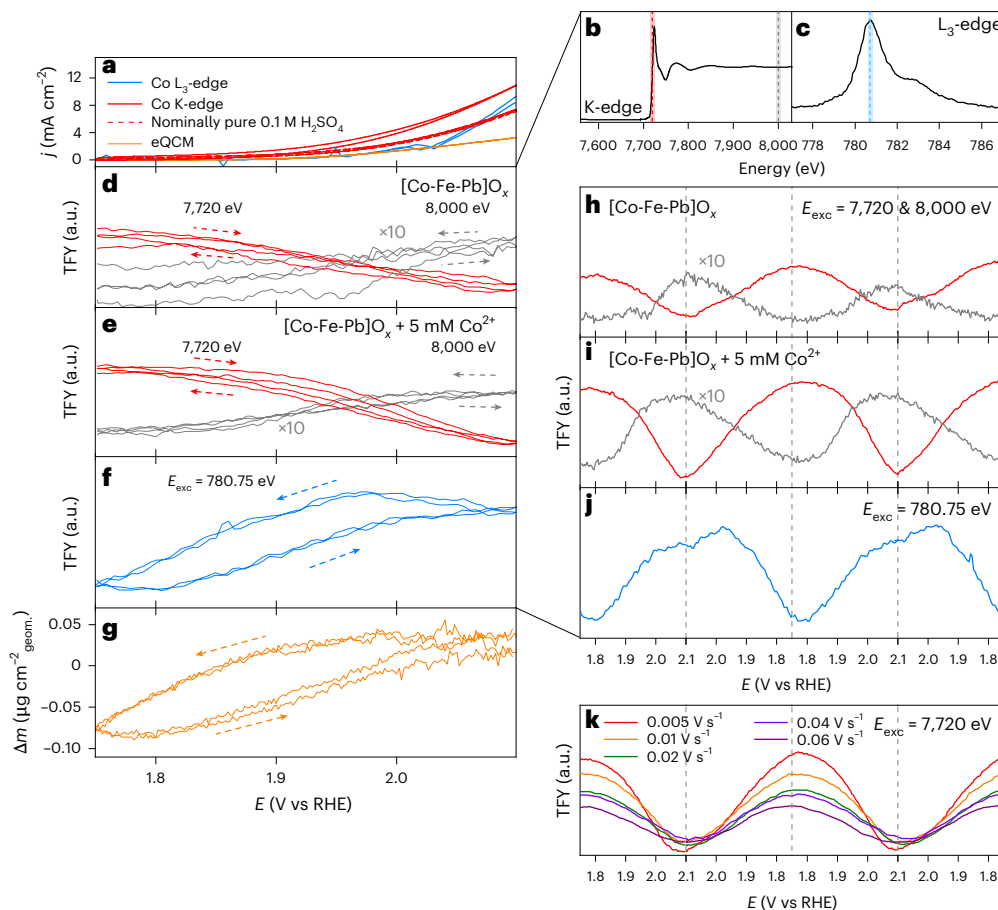 a
j (mA cm⁻²)
12
8
4
0
Co L₃-edge
Co K-edge
Nominally pure 0.1 M H₂SO₄
eQCM
b
K-edge
c
L₃-edge
7,600
7,700
7,800
7,900
8,000
778
780
782
784
786
Energy (eV)
d
[Co-Fe-Pb]Oₓ
7,720 eV
8,000 eV
×10
TFY (a.u.)
e
[Co-Fe-Pb]Oₓ + 5 mM Co²⁺
7,720 eV
8,000 eV
×10
TFY (a.u.)
f
E_exc = 780.75 eV
TFY (a.u.)
g
Δm (μg cm⁻²geom.)
0.05
0
−0.05
−0.10
1.8
1.9
2.0
E (V vs RHE)
h
[Co-Fe-Pb]Oₓ
E_exc = 7,720 & 8,000 eV
×10
TFY (a.u.)
i
[Co-Fe-Pb]Oₓ + 5 mM Co²⁺
×10
TFY (a.u.)
j
E_exc = 780.75 eV
TFY (a.u.)
1.8 1.9 2.0 2.1 2.0 1.9 1.8 1.8 1.9 2.0 2.1 2.0 1.9 1.8
E (V vs RHE)
k
0.005 V s⁻¹
0.01 V s⁻¹
0.02 V s⁻¹
0.04 V s⁻¹
0.06 V s⁻¹
E_exc = 7,720 eV
TFY (a.u.)
1.8 1.9 2.0 2.1 2.0 1.9 1.8 1.8 1.9 2.0 2.1 2.0 1.9 1.8
E (V vs RHE)